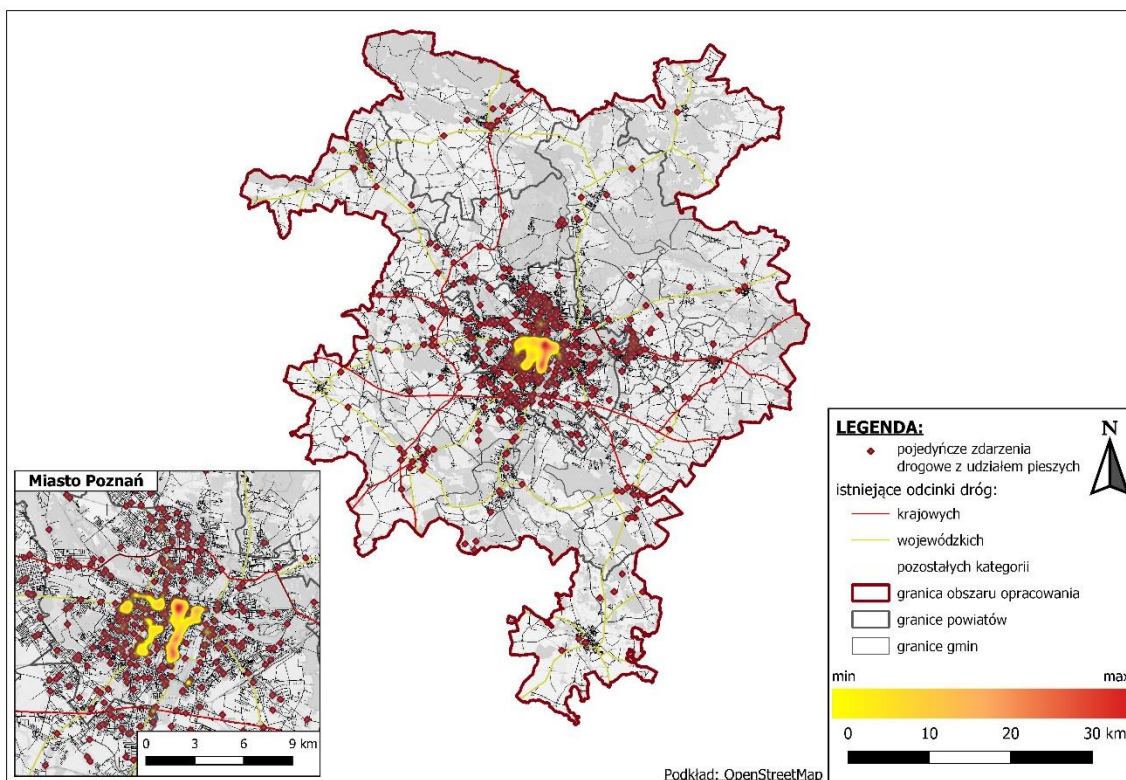 Miasto Poznań
0 3 6 9 km
LEGENDA:
N
pojedyńcze zdarzenia
drogowe z udziałem pieszych
istniejące odcinki dróg:
krajowych
wojewódzkich
pozostałych kategorii
granica obszaru opracowania
granice powiatów
granice gmin
min max
0 10 20 30 km
Podkład: OpenStreetMap